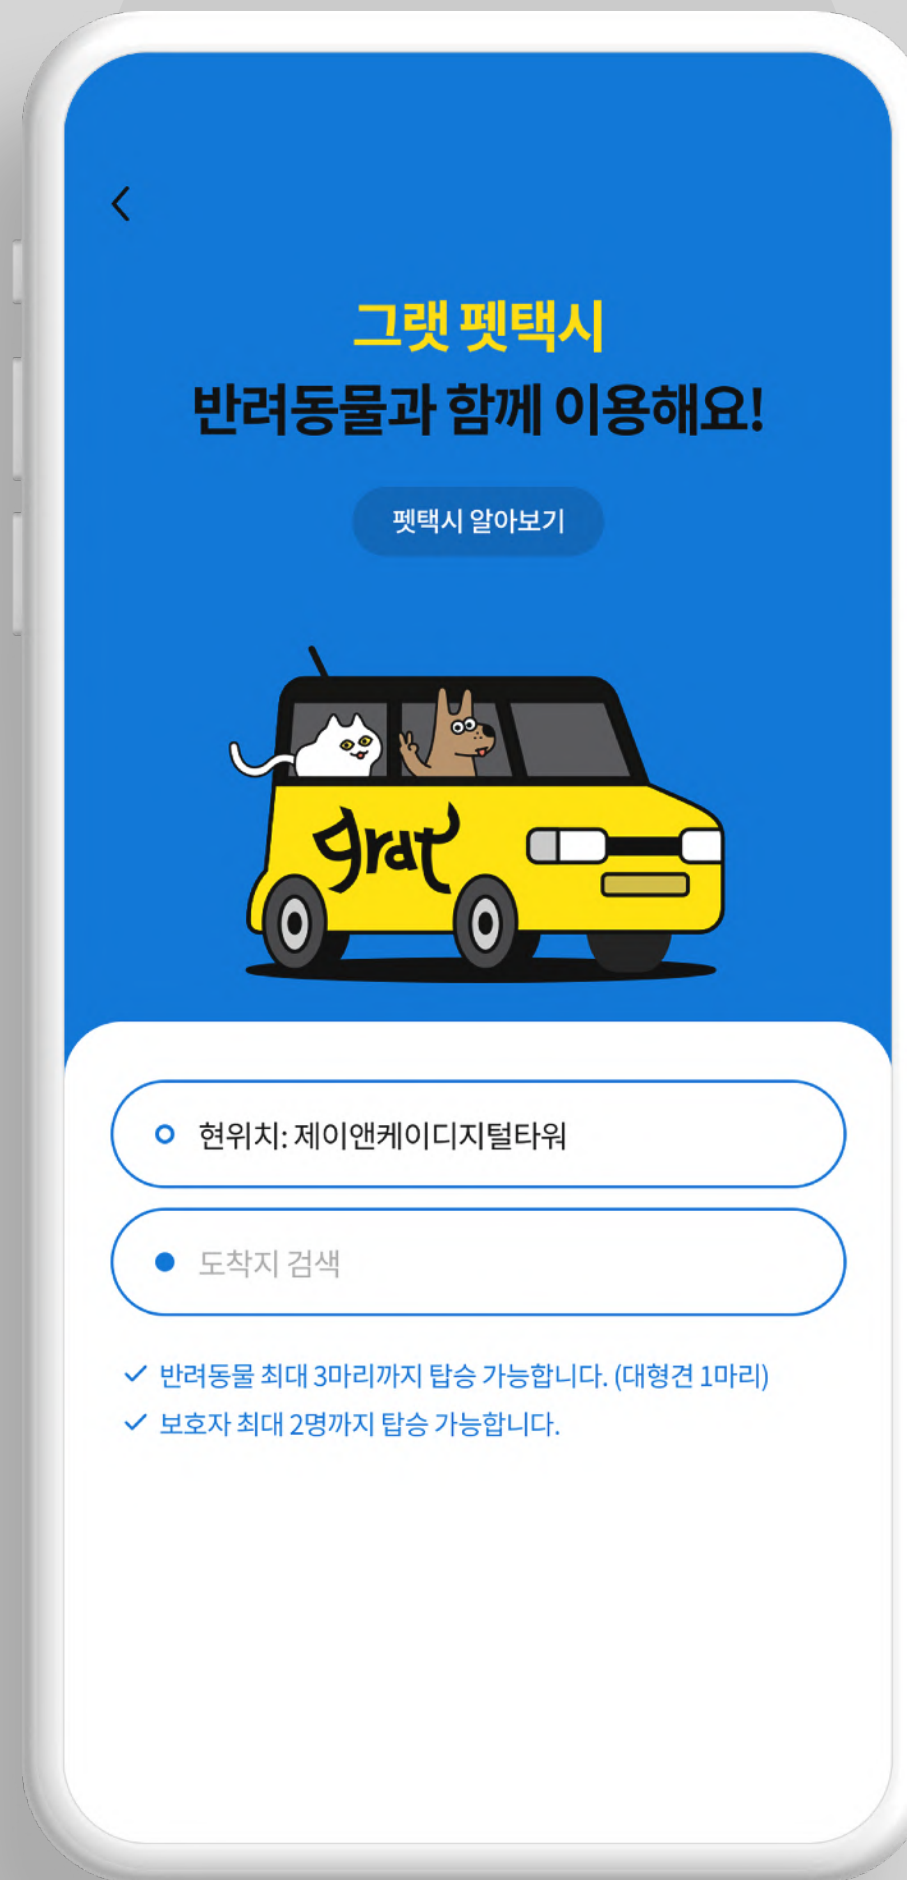 그랫 펫택시
반려동물과 함께 이용해요!
펫택시 알아보기
grat
현위치: 제이앤케이디지털타워
도착지 검색
반려동물 최대 3마리까지 탑승 가능합니다. (대형견 1마리)
보호자 최대 2명까지 탑승 가능합니다.